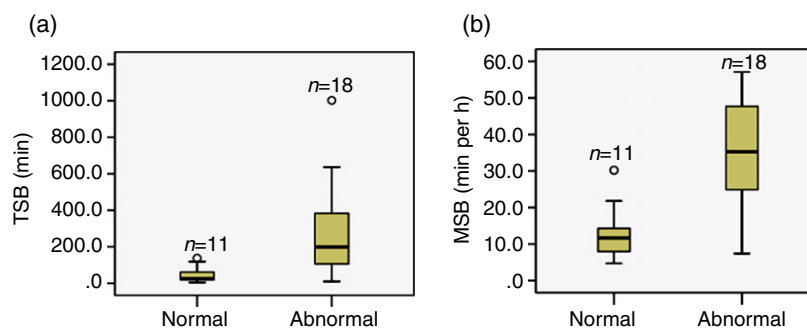 (a)
TSB (min)
1200.0
1000.0
800.0
600.0
400.0
200.0
.0
n=11
n=18
Normal
Abnormal
(b)
MSB (min per h)
60.0
50.0
40.0
30.0
20.0
10.0
.0
n=11
n=18
Normal
Abnormal